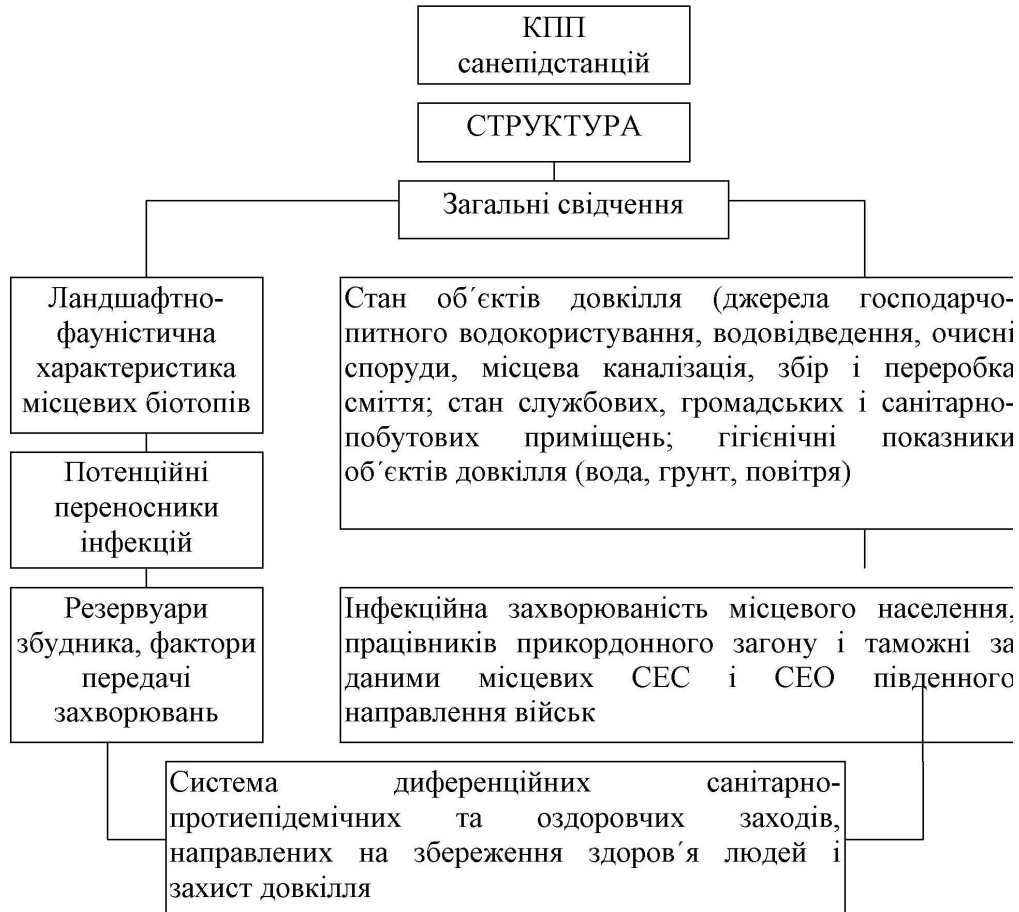 КПП
санепідстанцій
СТРУКТУРА
Загальні свідчення
Ландшафтно-
фауністична
характеристика
місцевих біотопів
Потенційні
переносники
інфекцій
Резервуари
збудника, фактори
передачі
захворювань
Стан об´єктів довкілля (джерела господарчо-
питного водокористування, водовідведення, очисні
споруди, місцева каналізація, збір і переробка
сміття; стан службових, громадських і санітарно-
побутових приміщень; гігієнічні показники
об´єктів довкілля (вода, грунт, повітря)
Інфекційна захворюваність місцевого населення,
працівників прикордонного загону і таможні за
даними місцевих СЕС і СЕО південного
направлення військ
Система диференційних санітарно-
протиепідемічних та оздоровчих заходів,
направлених на збереження здоров´я людей і
захист довкілля